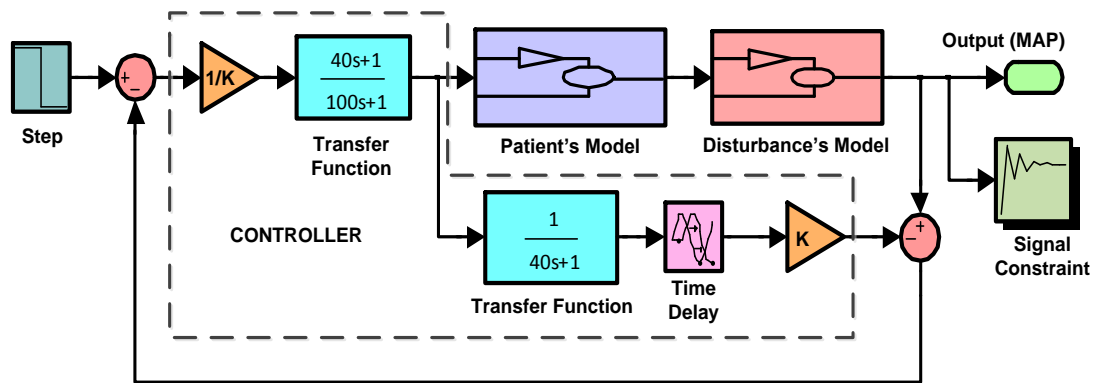 Step
+
−
1/K
40s+1
100s+1
Transfer
Function
Patient's Model
Disturbance's Model
Output (MAP)
CONTROLLER
1
40s+1
Transfer Function
Time
Delay
K
+
−
Signal
Constraint